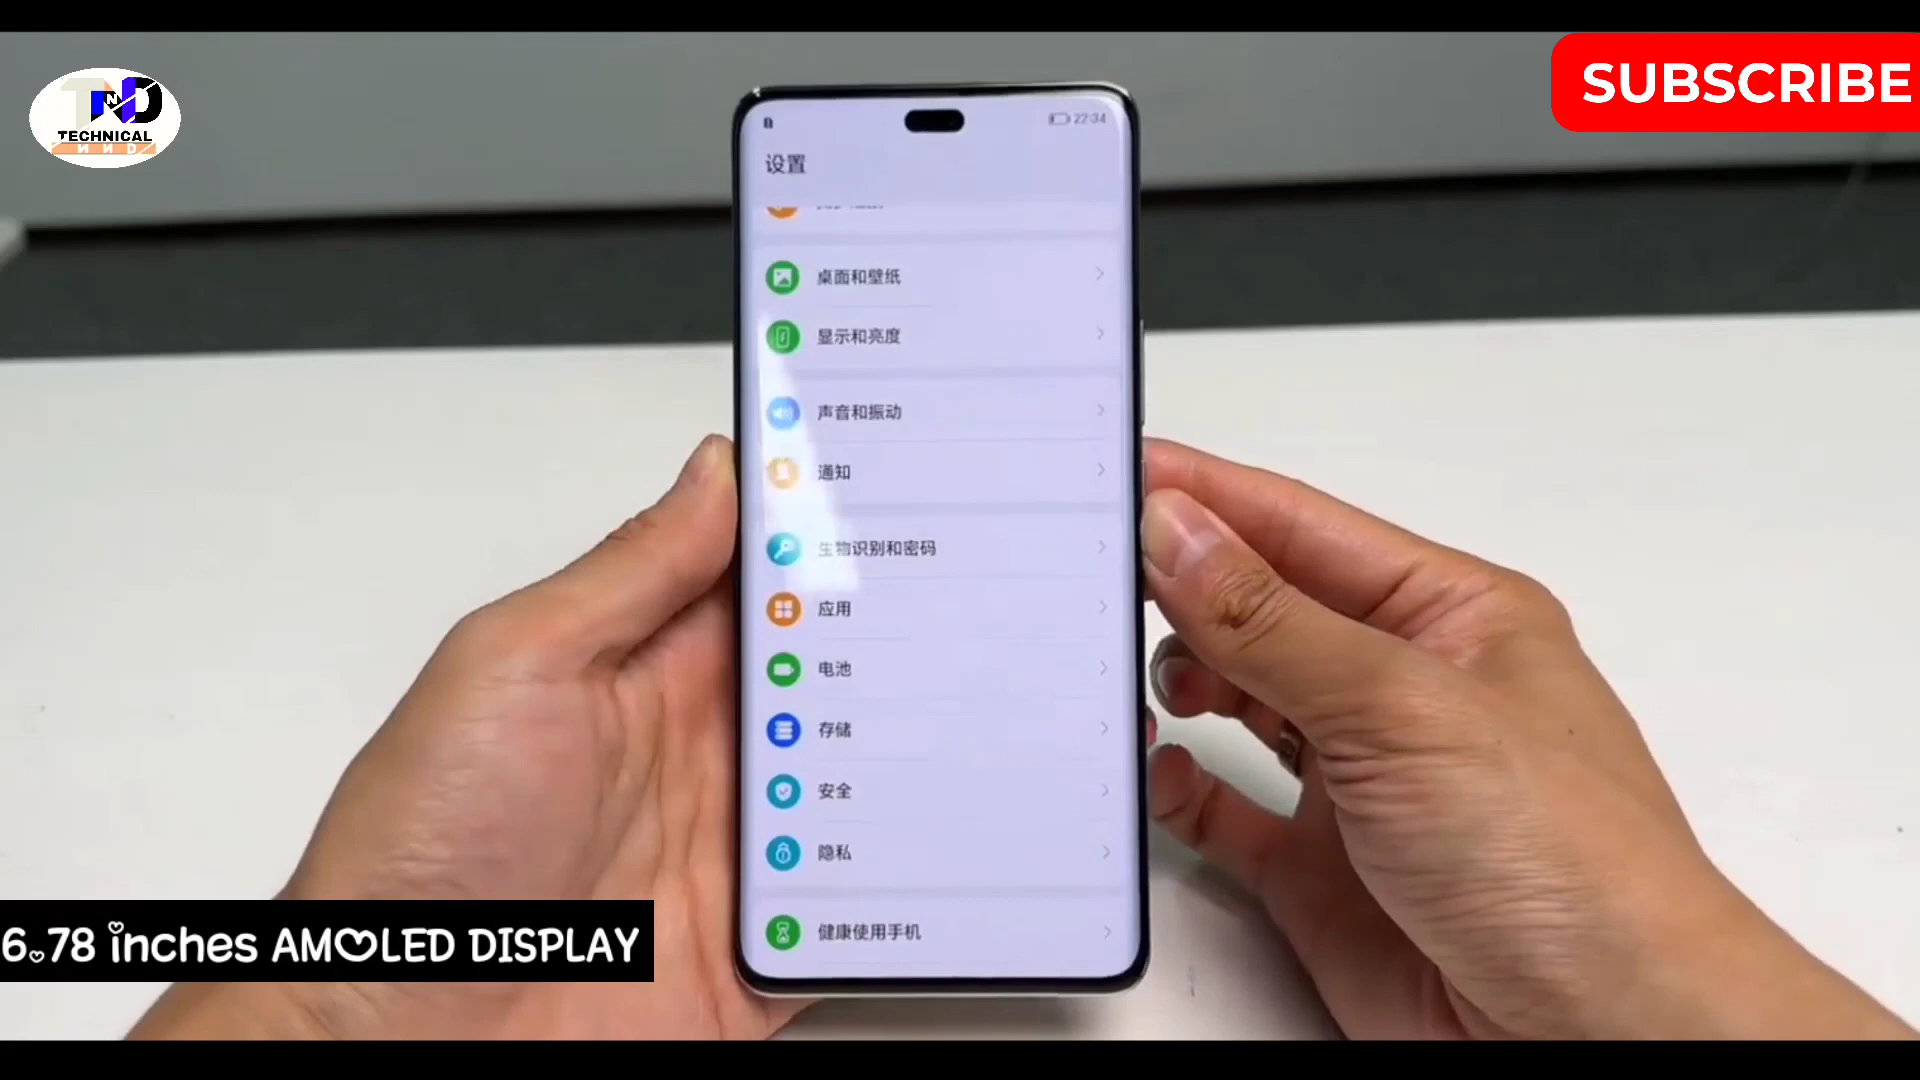 SUBSCRIBE
TND
TECHNICAL
22:34
设置
桌面和壁纸
显示和亮度
声音和振动
通知
生物识别和密码
应用
电池
存储
安全
隐私
健康使用手机
6.78 inches AMOLED DISPLAY